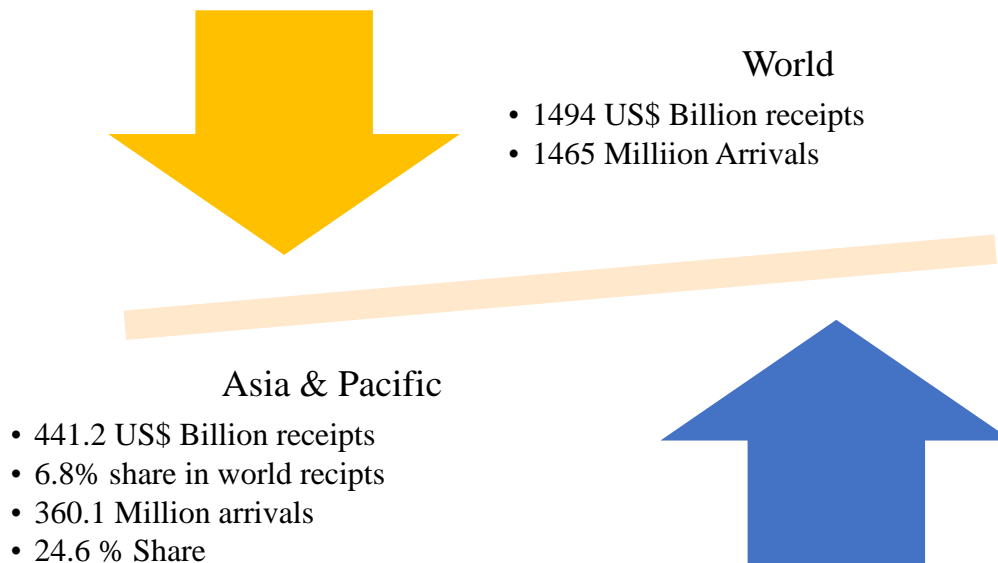 World
• 1494 US$ Billion receipts
• 1465 Milliion Arrivals
Asia & Pacific
• 441.2 US$ Billion receipts
• 6.8% share in world recipts
• 360.1 Million arrivals
• 24.6 % Share